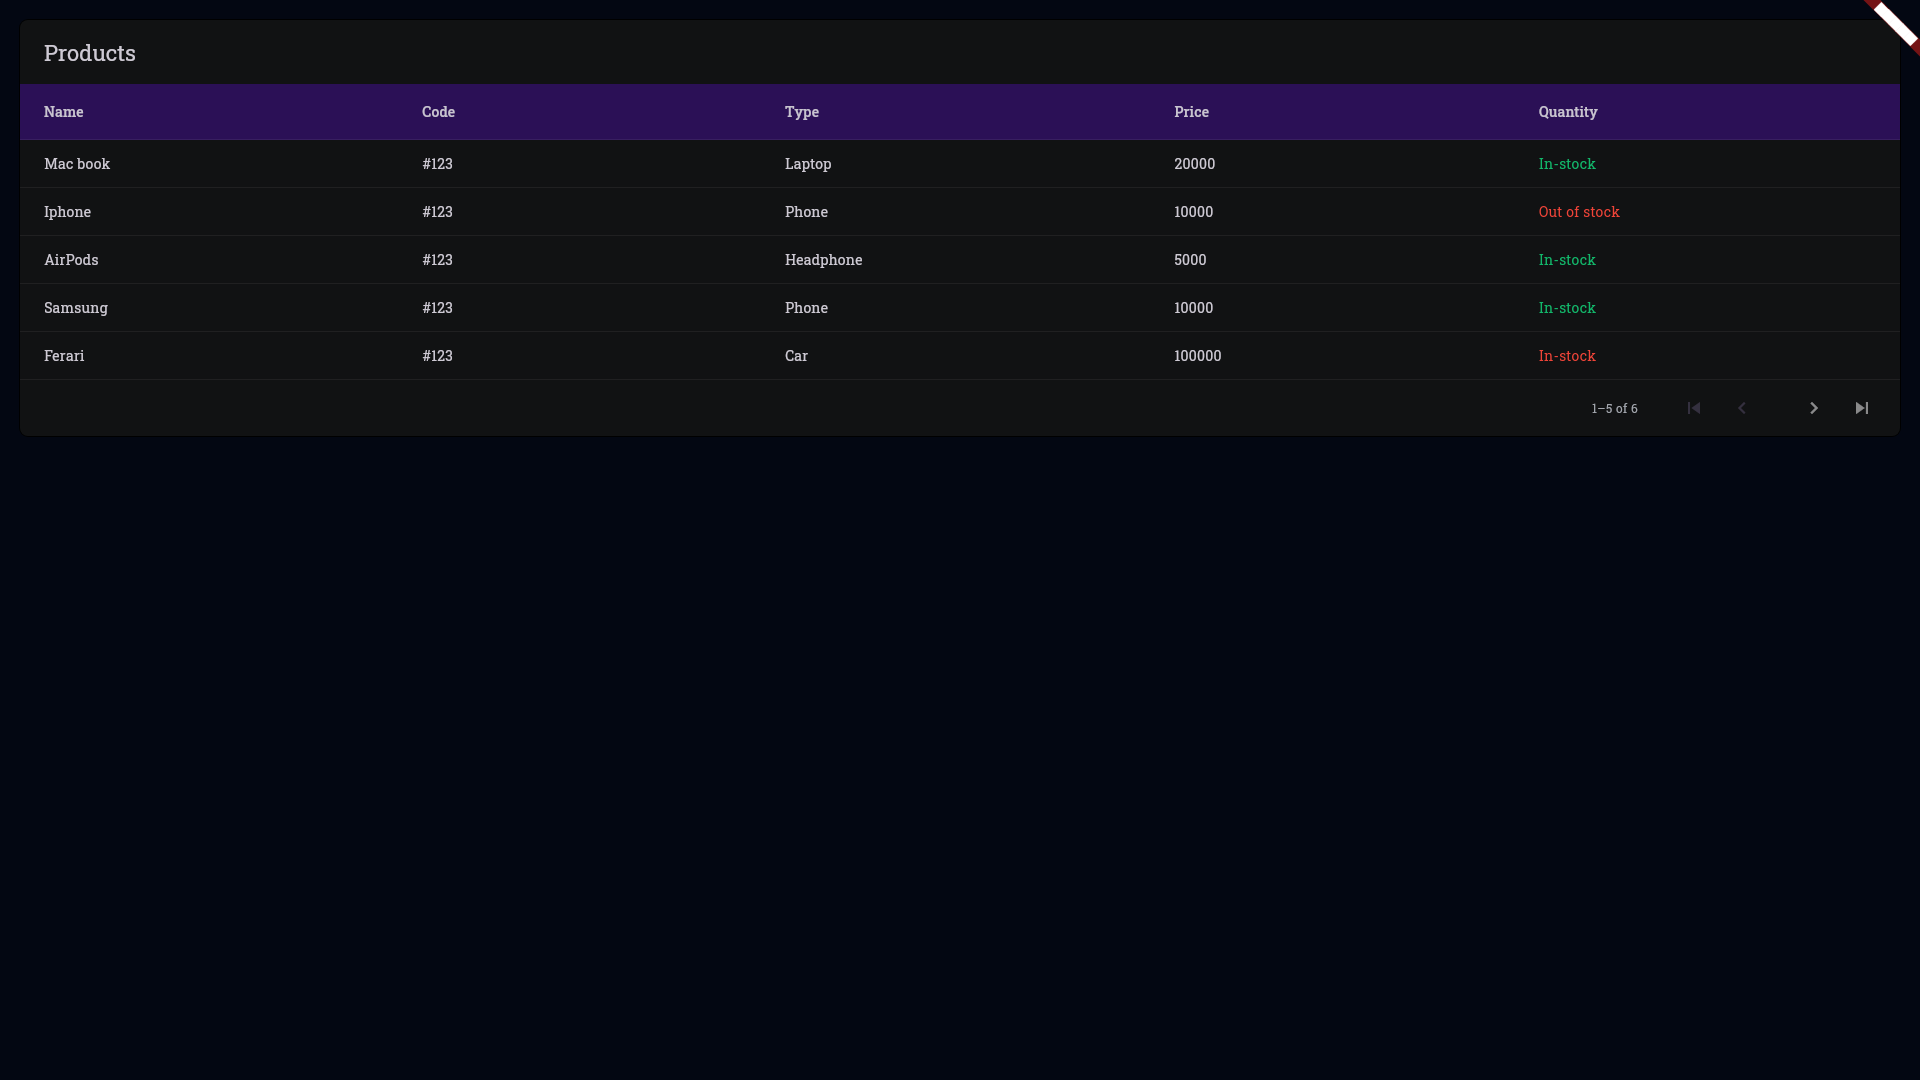 Products
Name Code Type Price Quantity
Mac book #123 Laptop 20000 In-stock
Iphone #123 Phone 10000 Out of stock
AirPods #123 Headphone 5000 In-stock
Samsung #123 Phone 10000 In-stock
Ferari #123 Car 100000 In-stock
1–5 of 6